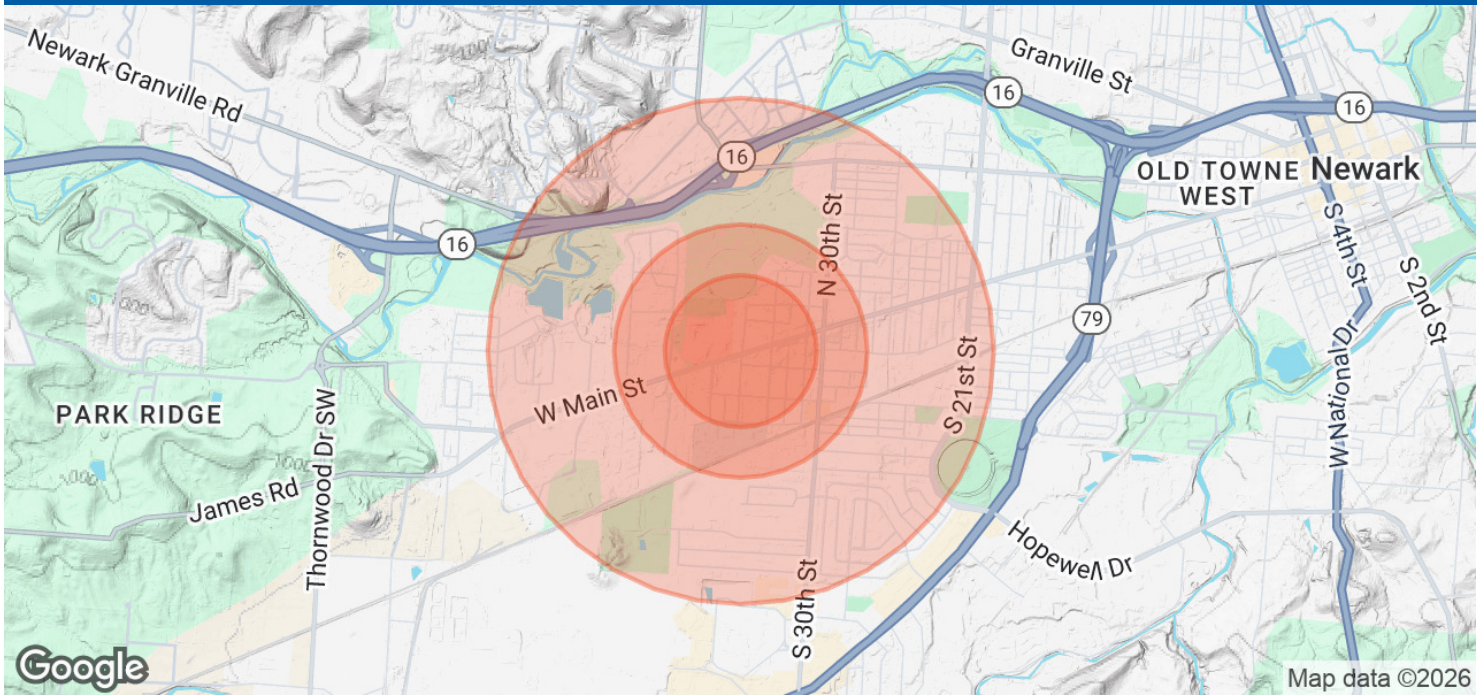 Newark Granville Rd
Granville St
16
16
16
16
OLD TOWNE
WEST
Newark
N 30th St
S 4th St
S 2nd St
79
W Main St
S 21st St
PARK RIDGE
Thornwood Dr SW
W National Dr
James Rd
Hopewell Dr
S 30th St
Google
Map data ©2026